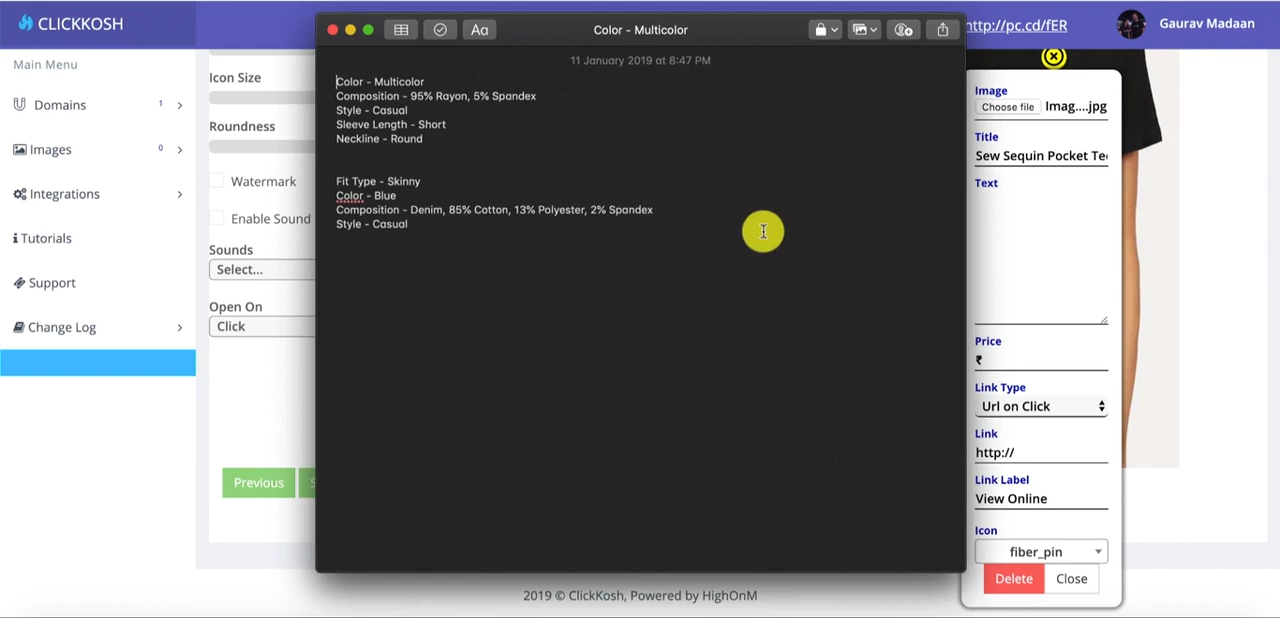 CLICKKOSH
http://pc.cd/fER
Gaurav Madaan
Main Menu
Domains 1
Images 0
Integrations
Tutorials
Support
Change Log
Icon Size
Roundness
Watermark
Enable Sound
Sounds
Select...
Open On
Click
Previous
Aa
Color - Multicolor
11 January 2019 at 8:47 PM
Color - Multicolor
Composition - 95% Rayon, 5% Spandex
Style - Casual
Sleeve Length - Short
Neckline - Round
Fit Type - Skinny
Color - Blue
Composition - Denim, 85% Cotton, 13% Polyester, 2% Spandex
Style - Casual
Image
Choose file Imag....jpg
Title
Sew Sequin Pocket Te
Text
Price
₹
Link Type
Url on Click
Link
http://
Link Label
View Online
Icon
fiber_pin
Delete Close
2019 © ClickKosh, Powered by HighOnM